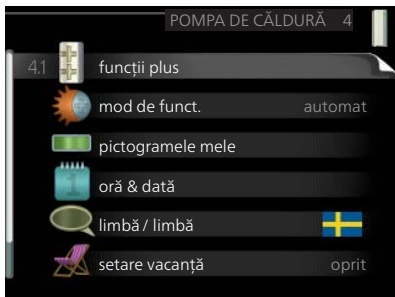 POMPA DE CĂLDURĂ 4
4.1 funcții plus
mod de funct. automat
pictogramele mele
oră & dată
limbă / limbă
setare vacanță oprit